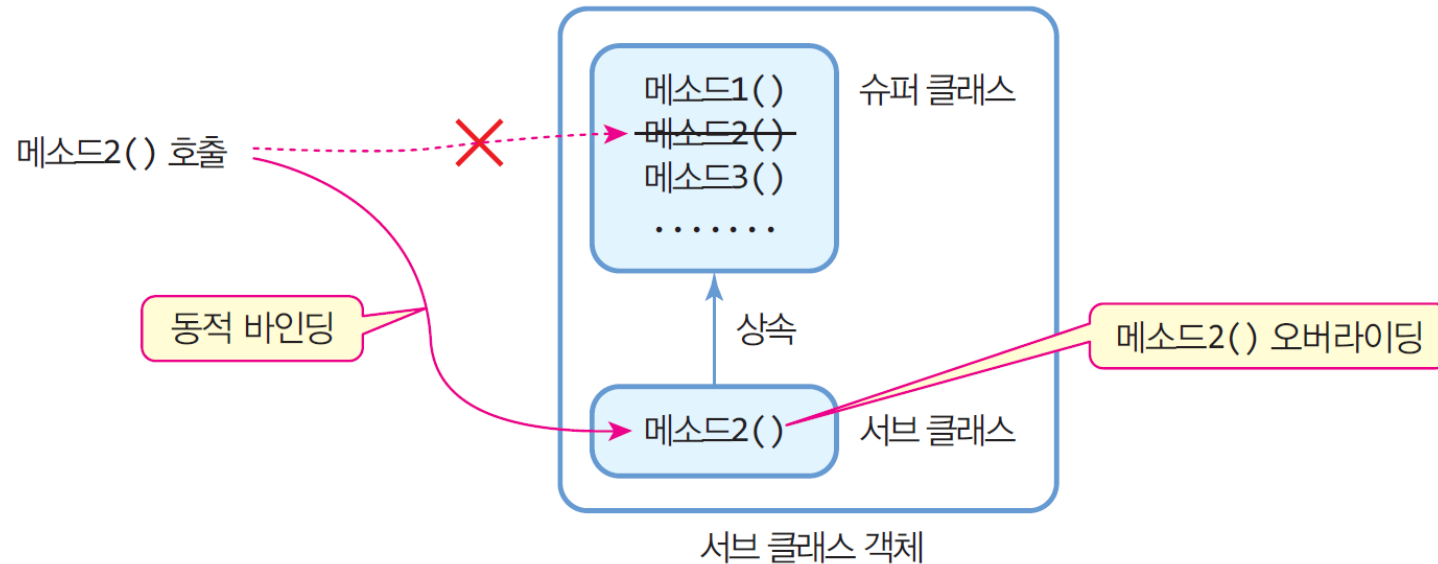 메소드1()
슈퍼 클래스
메소드2()
메소드2() 호출
메소드3()
.......
동적 바인딩
상속
메소드2() 오버라이딩
메소드2()
서브 클래스
서브 클래스 객체